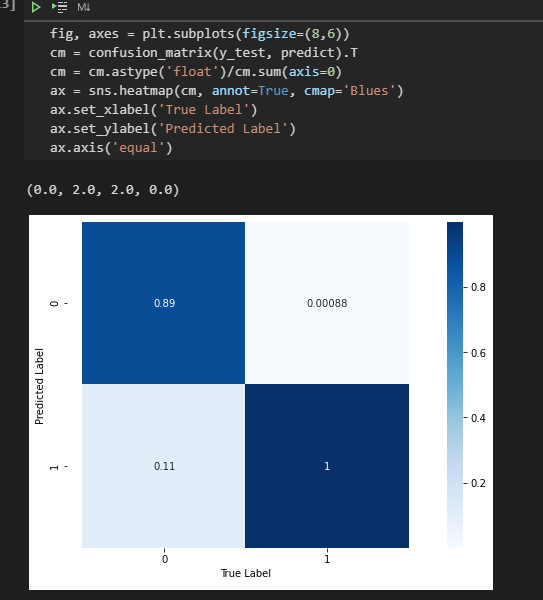 3]
M↓
fig, axes = plt.subplots(figsize=(8,6))
cm = confusion_matrix(y_test, predict).T
cm = cm.astype('float')/cm.sum(axis=0)
ax = sns.heatmap(cm, annot=True, cmap='Blues')
ax.set_xlabel('True Label')
ax.set_ylabel('Predicted Label')
ax.axis('equal')
(0.0, 2.0, 2.0, 0.0)
Predicted Label
0
1
0.89
0.00088
0.11
1
0
1
True Label
0.8
0.6
0.4
0.2